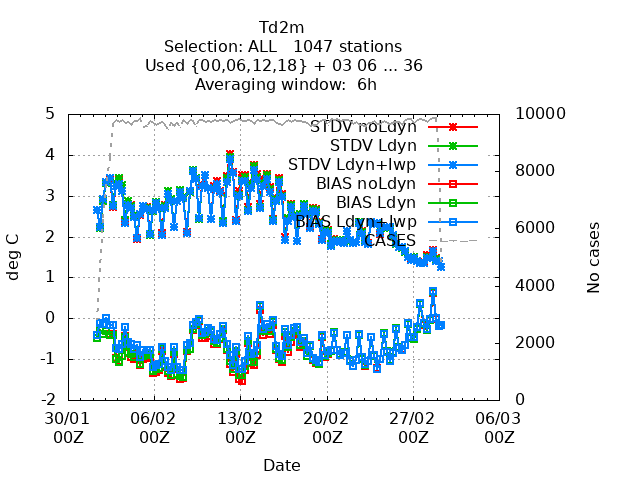 Td2m
Selection: ALL   1047 stations
Used {00,06,12,18} + 03 06 ... 36
Averaging window:  6h
5
4
3
2
1
0
-1
-2
deg C
10000
8000
6000
4000
2000
0
No cases
STDV noLdyn
STDV Ldyn
STDV Ldyn+lwp
BIAS noLdyn
BIAS Ldyn
BIAS Ldyn+lwp
CASES
30/01 06/02 13/02 20/02 27/02 06/03
00Z 00Z 00Z 00Z 00Z 00Z
Date